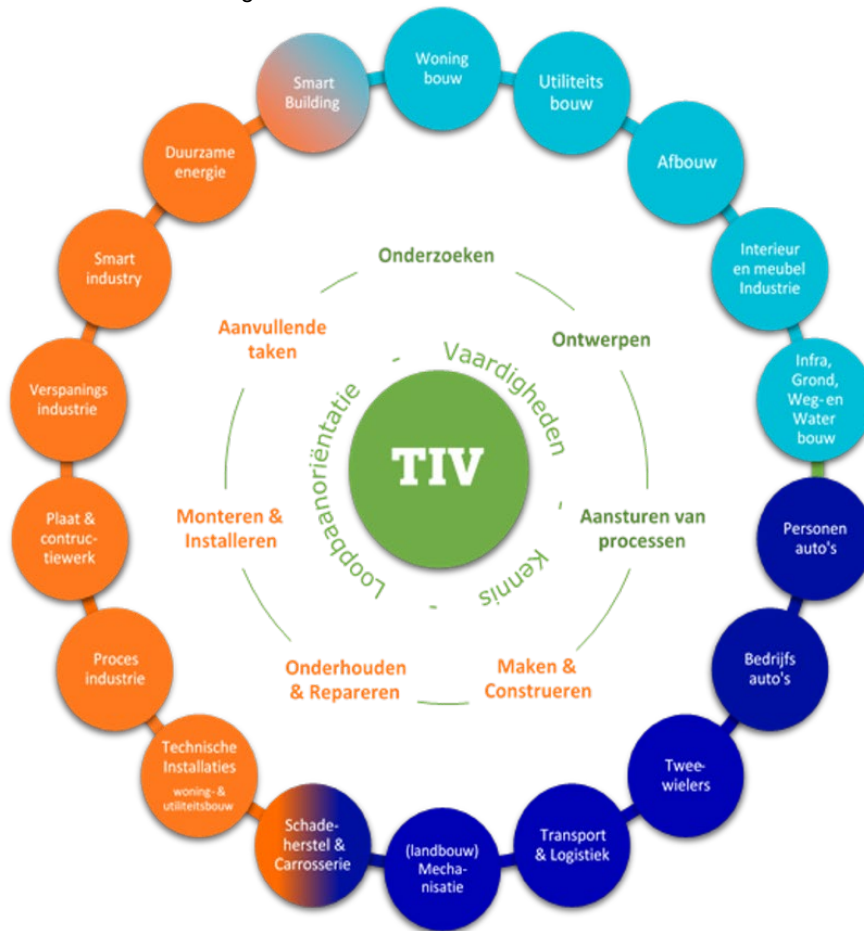 Smart
Building
Woning
bouw
Utiliteits
bouw
Afbouw
Interieur
en meubel
Industrie
Infra,
Grond,
Weg- en
Water
bouw
Personen
auto's
Bedrijfs
auto's
Twee-
wielers
Transport
& Logistiek
(landbouw)
Mecha-
nisatie
Schade-
herstel &
Carrosserie
Technische
Installaties
woning- &
utiliteitsbouw
Proces
industrie
Plaat &
contruc-
tiewerk
Verspanings
industrie
Smart
industry
Duurzame
energie
Onderzoeken
Ontwerpen
Aansturen van
processen
Maken &
Construeren
Onderhouden
& Repareren
Monteren &
Installeren
Aanvullende
taken
Loopbaanoriëntatie - Vaardigheden - Kennis -
TIV